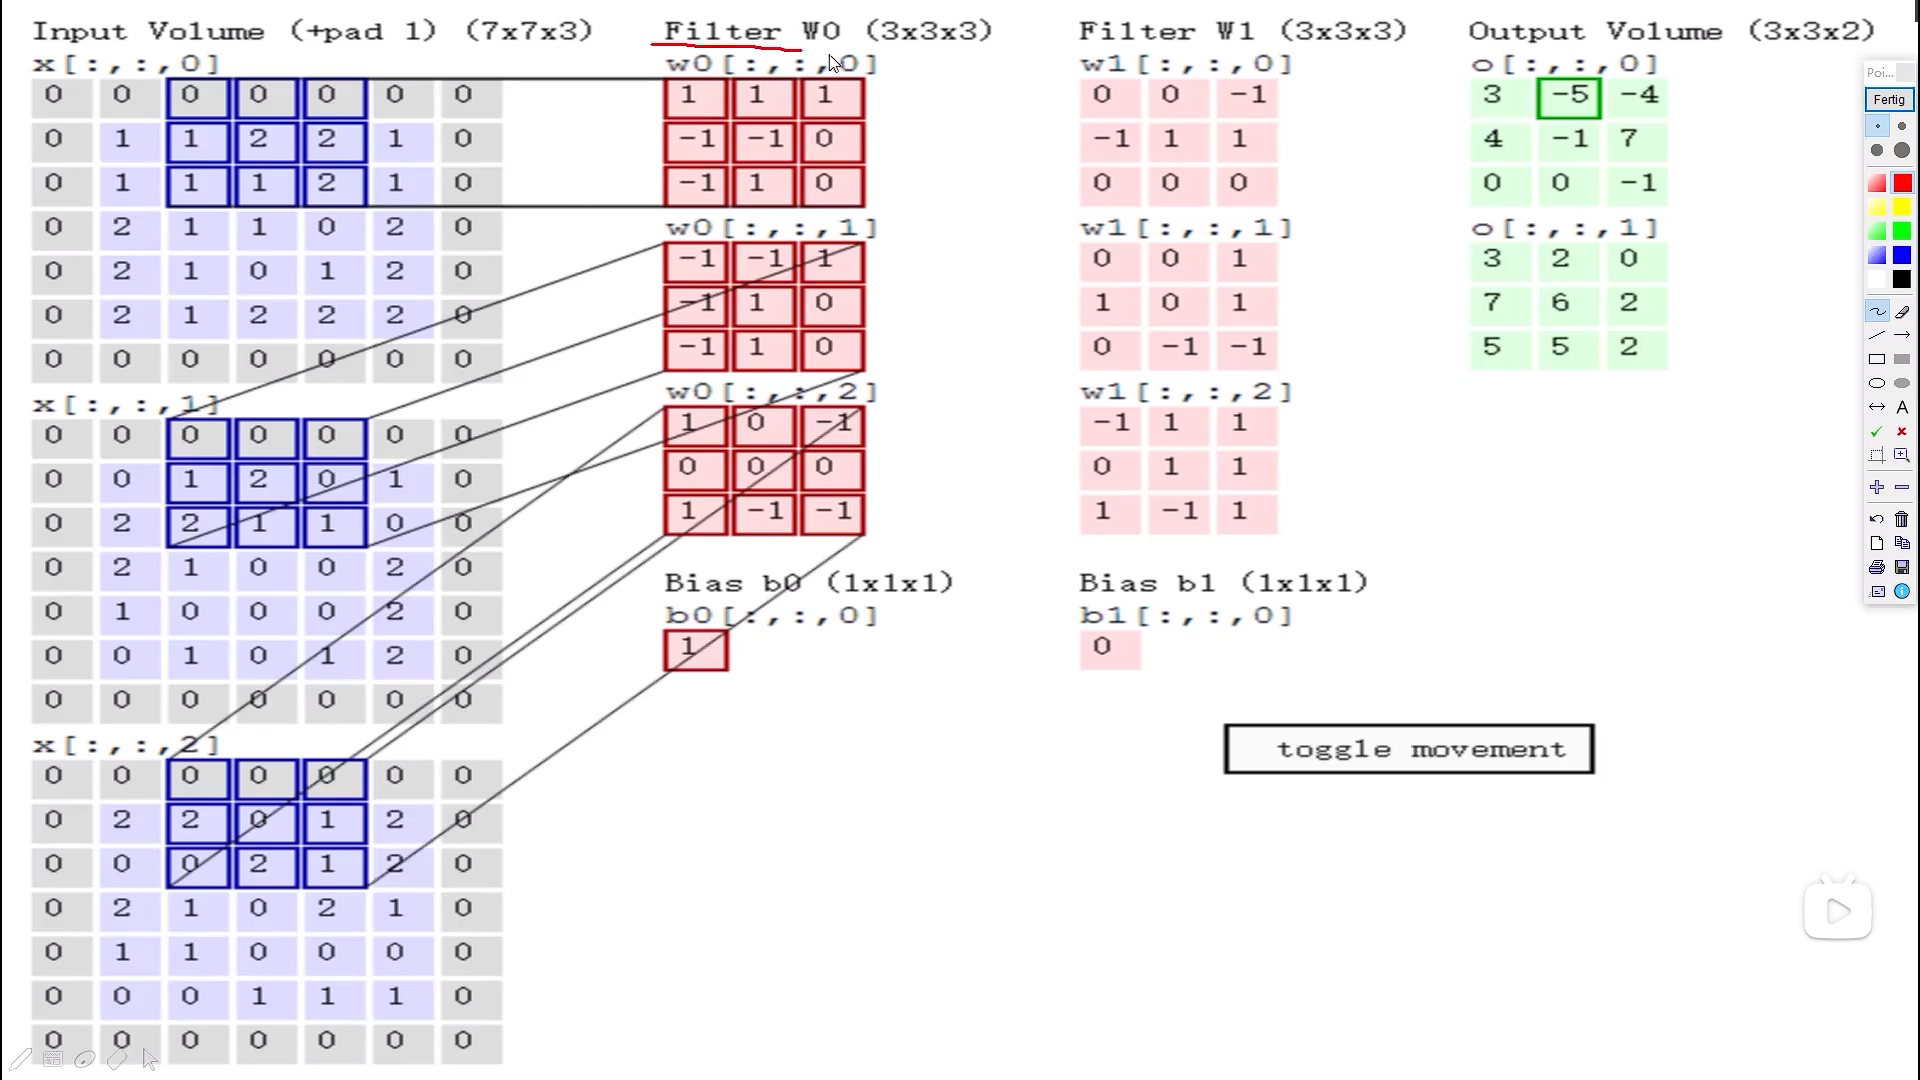 Input Volume (+pad 1) (7x7x3)
x[:,:,0]
0 0 0 0 0 0 0
0 1 1 2 2 1 0
0 1 1 1 2 1 0
0 2 1 1 0 2 0
0 2 1 0 1 2 0
0 2 1 2 2 2 0
0 0 0 0 0 0 0
x[:,:,1]
0 0 0 0 0 0 0
0 0 1 2 0 1 0
0 2 2 1 1 0 0
0 2 1 0 0 2 0
0 1 0 0 0 2 0
0 0 1 0 1 2 0
0 0 0 0 0 0 0
x[:,:,2]
0 0 0 0 0 0 0
0 2 2 0 1 2 0
0 0 0 2 1 2 0
0 2 1 0 2 1 0
0 1 1 0 0 0 0
0 0 0 1 1 1 0
0 0 0 0 0 0 0
Filter W0 (3x3x3)
w0[:,:,0]
1 1 1
-1 -1 0
-1 1 0
w0[:,:,1]
-1 -1 1
-1 1 0
-1 1 0
w0[:,:,2]
1 0 -1
0 0 0
1 -1 -1
Bias b0 (1x1x1)
b0[:,:,0]
1
Filter W1 (3x3x3)
w1[:,:,0]
0 0 -1
-1 1 1
0 0 0
w1[:,:,1]
0 0 1
1 0 1
0 -1 -1
w1[:,:,2]
-1 1 1
0 1 1
1 -1 1
Bias b1 (1x1x1)
b1[:,:,0]
0
Output Volume (3x3x2)
o[:,:,0]
3 -5 -4
4 -1 7
0 0 -1
o[:,:,1]
3 2 0
7 6 2
5 5 2
toggle movement
Poi...
Fertig
A